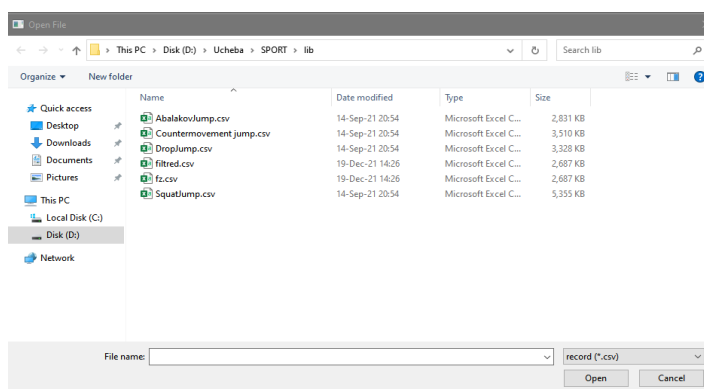 Open File
This PC > Disk (D:) > Ucheba > SPORT > lib
Search lib
Organize
New folder
Name
Date modified
Type
Size
Quick access
Desktop
Downloads
Documents
Pictures
This PC
Local Disk (C:)
Disk (D:)
Network
AbalakovJump.csv 14-Sep-21 20:54 Microsoft Excel C... 2,831 KB
Countermovement jump.csv 14-Sep-21 20:54 Microsoft Excel C... 3,510 KB
DropJump.csv 14-Sep-21 20:54 Microsoft Excel C... 3,328 KB
filtred.csv 19-Dec-21 14:26 Microsoft Excel C... 2,687 KB
fz.csv 19-Dec-21 14:26 Microsoft Excel C... 2,687 KB
SquatJump.csv 14-Sep-21 20:54 Microsoft Excel C... 5,355 KB
File name:
record (*.csv)
Open
Cancel